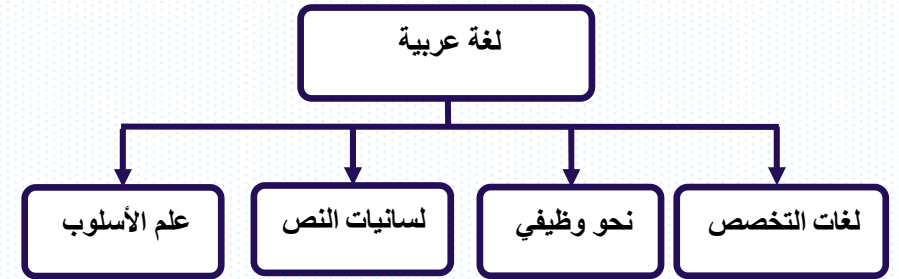 لغة عربية
لغات التخصص
نحو وظيفي
لسانيات النص
علم الأسلوب